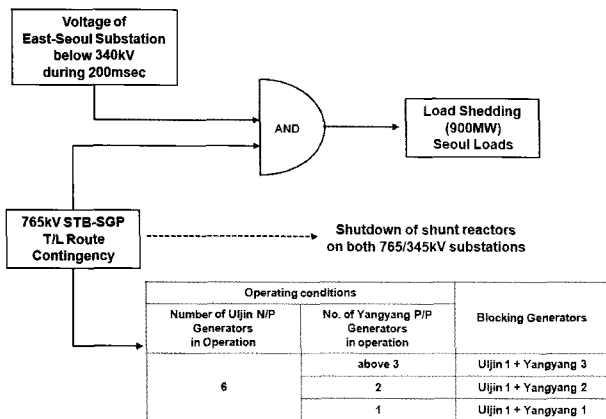 Voltage of
East-Seoul Substation
below 340kV
during 200msec
AND
Load Shedding
(900MW)
Seoul Loads
765kV STB-SGP
T/L Route
Contingency
Shutdown of shunt reactors
on both 765/345kV substations
Operating conditions
Number of Uljin N/P
Generators
in Operation
No. of Yangyang P/P
Generators
in operation
Blocking Generators
6
above 3
Uljin 1 + Yangyang 3
2
Uljin 1 + Yangyang 2
1
Uljin 1 + Yangyang 1